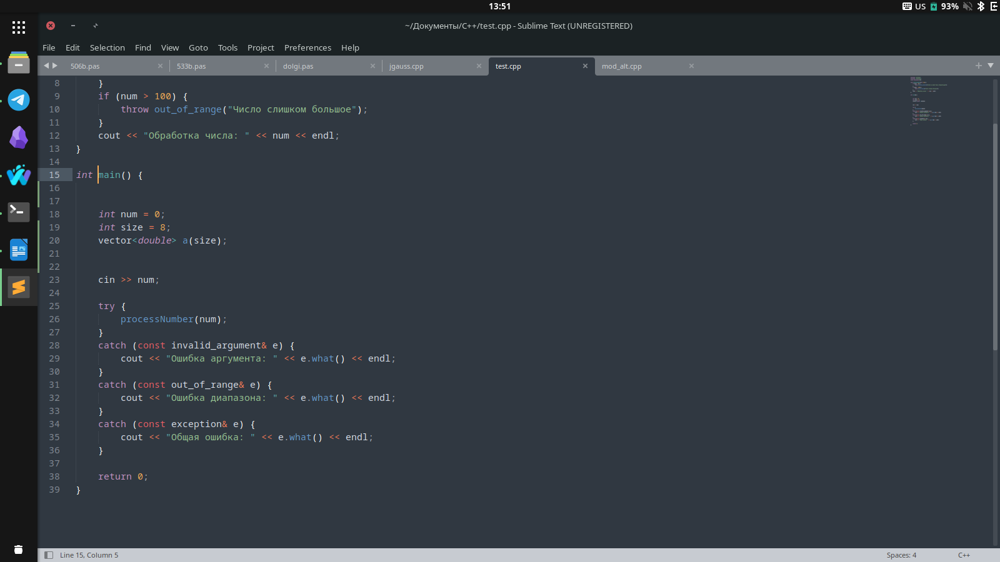 13:51
US 93%
~/Документы/C++/test.cpp - Sublime Text (UNREGISTERED)
File Edit Selection Find View Goto Tools Project Preferences Help
506b.pas 533b.pas dolgi.pas jgauss.cpp test.cpp mod_alt.cpp
8 }
9 if (num > 100) {
10 throw out_of_range("Число слишком большое");
11 }
12 cout << "Обработка числа: " << num << endl;
13 }
14
15 int main() {
16
17
18 int num = 0;
19 int size = 8;
20 vector<double> a(size);
21
22
23 cin >> num;
24
25 try {
26 processNumber(num);
27 }
28 catch (const invalid_argument& e) {
29 cout << "Ошибка аргумента: " << e.what() << endl;
30 }
31 catch (const out_of_range& e) {
32 cout << "Ошибка диапазона: " << e.what() << endl;
33 }
34 catch (const exception& e) {
35 cout << "Общая ошибка: " << e.what() << endl;
36 }
37
38 return 0;
39 }
Line 15, Column 5 Spaces: 4 C++